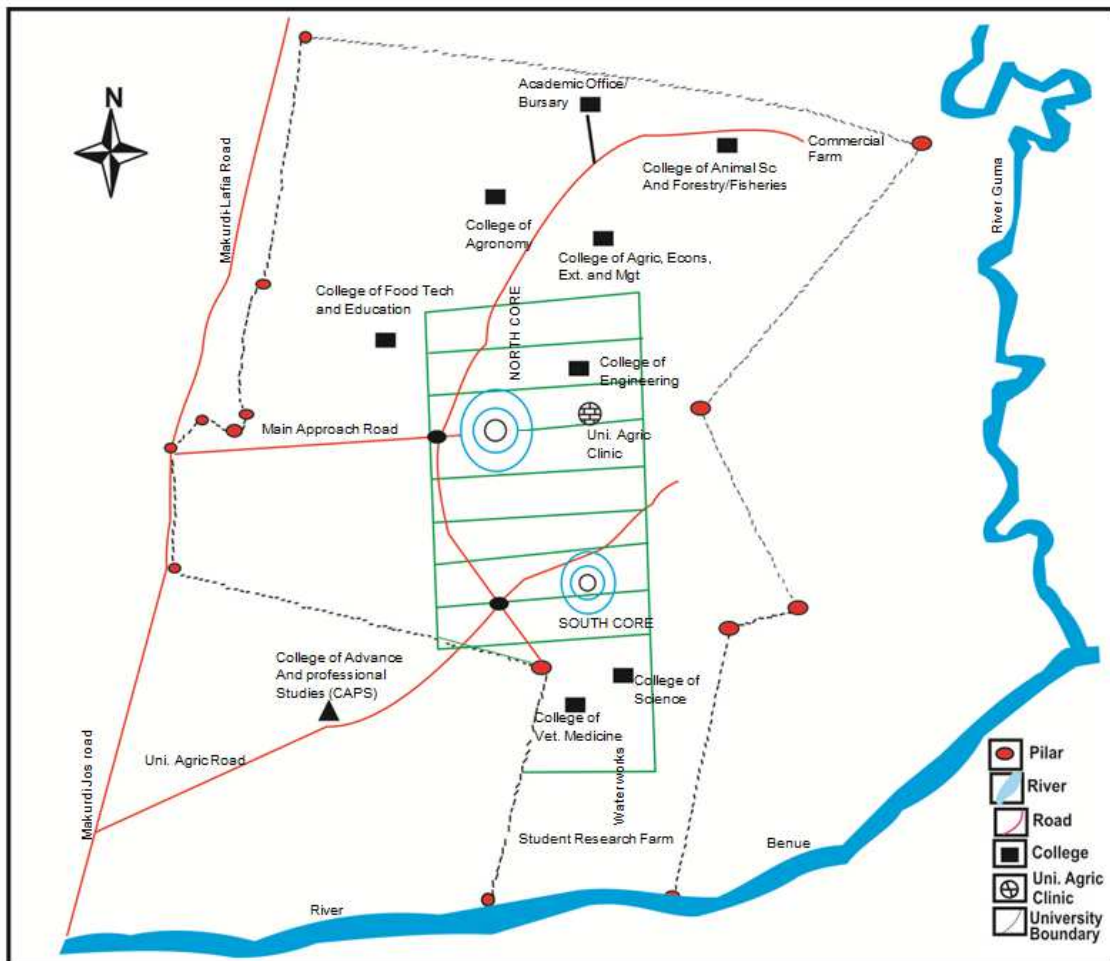 Academic Office/
Bursary
N
Commercial
Farm
College of Animal Sc
And Forestry/Fisheries
River Guma
Makurdi-Lafia Road
College of
Agronomy
College of Agric, Econs,
Ext. and Mgt
College of Food Tech
and Education
NORTH CORE
College of
Engineering
Main Approach Road
Uni. Agric
Clinic
SOUTH CORE
College of Advance
And professional
Studies (CAPS)
College of
Science
College of
Vet. Medicine
Uni. Agric Road
Makurdi-Jos road
Waterworks
Student Research Farm
Benue
River
Pilar
River
Road
College
Uni. Agric
Clinic
University
Boundary